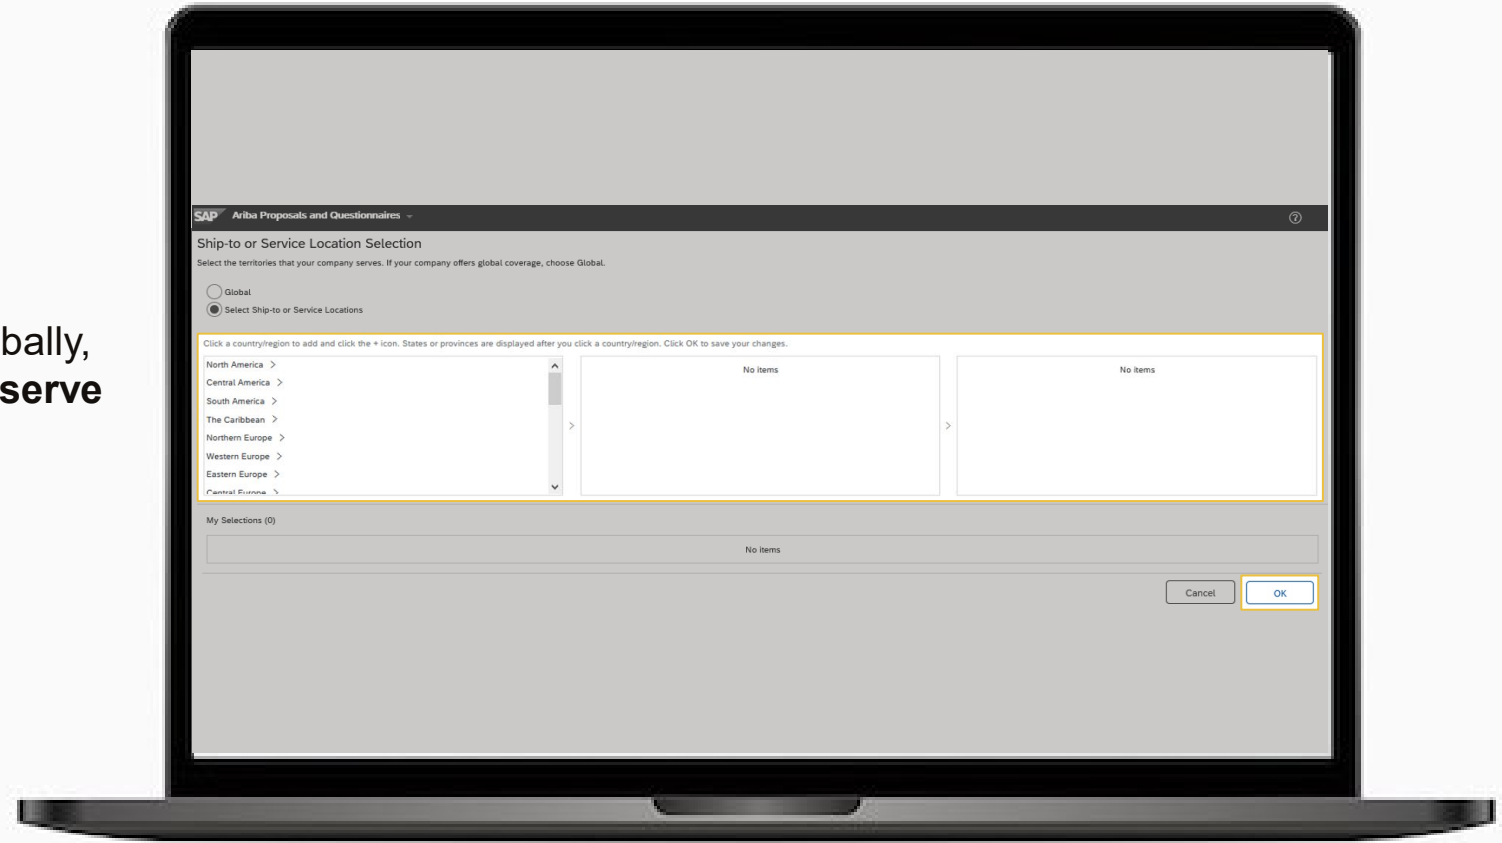 bally,
serve
SAP Ariba Proposals and Questionnaires
Ship-to or Service Location Selection
Select the territories that your company serves. If your company offers global coverage, choose Global.
Global
Select Ship-to or Service Locations
Click a country/region to add and click the + icon. States or provinces are displayed after you click a country/region. Click OK to save your changes.
North America >
Central America >
South America >
The Caribbean >
Northern Europe >
Western Europe >
Eastern Europe >
Central Europe >
>
No items
>
No items
My Selections (0)
No items
Cancel
OK